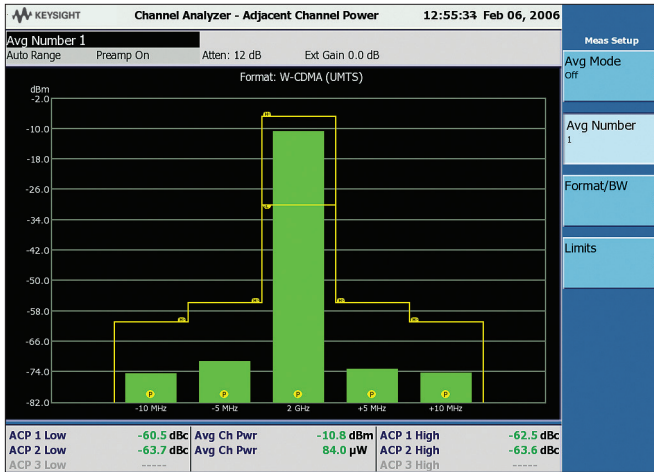 KEYSIGHT Channel Analyzer - Adjacent Channel Power 12:55:37 Feb 06, 2006
Meas Setup
Avg Number 1
Auto Range Preamp On Atten: 12 dB Ext Gain 0.0 dB
Avg Mode
Off
Avg Number
1
Format/BW
Limits
Format: W-CDMA (UMTS)
dBm
-2.0
-10.0
-18.0
-26.0
-34.0
-42.0
-50.0
-58.0
-66.0
-74.0
-82.0
P P P P P
-10 MHz -5 MHz 2 GHz +5 MHz +10 MHz
ACP 1 Low -60.5 dBc Avg Ch Pwr -10.8 dBm ACP 1 High -62.5 dBc
ACP 2 Low -63.7 dBc Avg Ch Pwr 84.0 µW ACP 2 High -63.6 dBc
ACP 3 Low ----- ACP 3 High -----